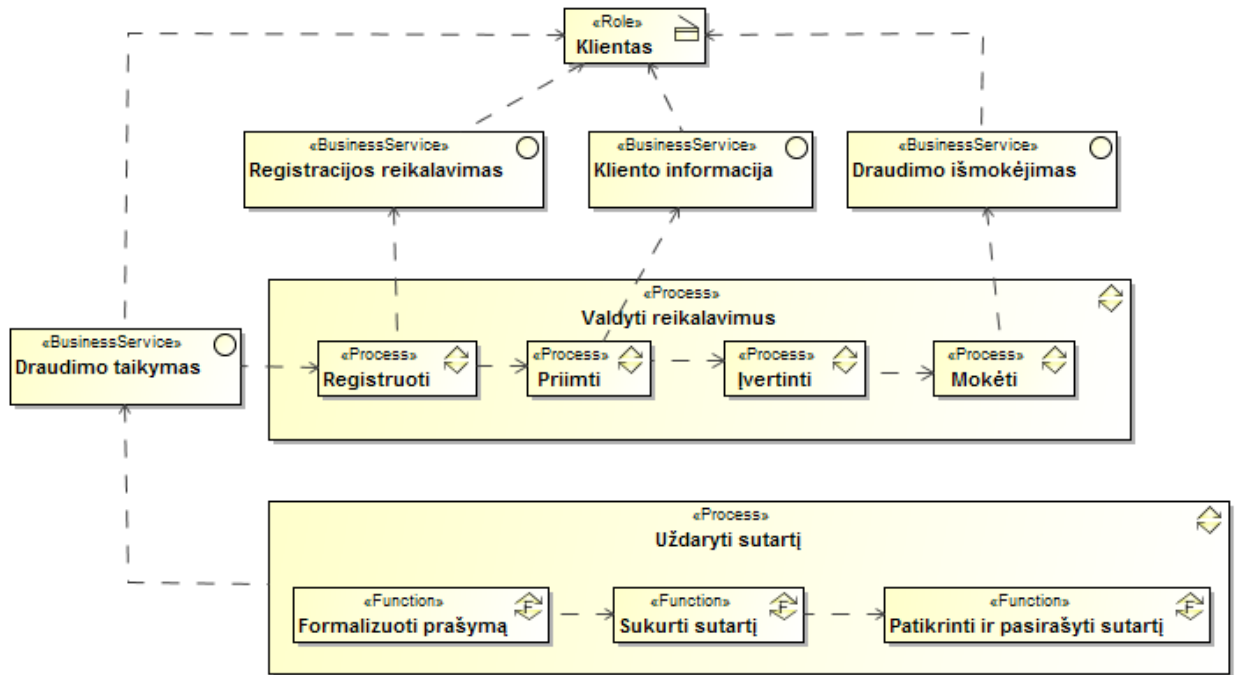 «Role»
Klientas
«BusinessService»
Registracijos reikalavimas
«BusinessService»
Kliento informacija
«BusinessService»
Draudimo išmokėjimas
«Process»
Valdyti reikalavimus
«BusinessService»
Draudimo taikymas
«Process»
Registruoti
«Process»
Priimti
«Process»
Įvertinti
«Process»
Mokėti
«Process»
Uždaryti sutartį
«Function»
F
Formalizuoti prašymą
«Function»
F
Sukurti sutartį
«Function»
F
Patikrinti ir pasirašyti sutartį